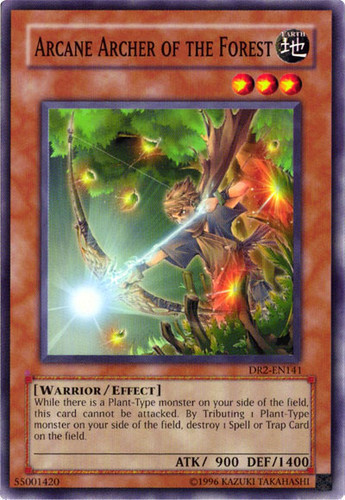 ARCANE ARCHER OF THE FOREST
EARTH
地
DR2-EN141
[WARRIOR/EFFECT]
While there is a Plant-Type monster on your side of the field,
this card cannot be attacked. By Tributing 1 Plant-Type
monster on your side of the field, destroy 1 Spell or Trap Card
on the field.
ATK/ 900 DEF/1400
55001420
©1996 KAZUKI TAKAHASHI